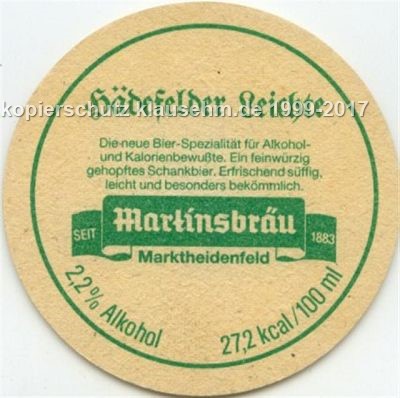 Hädefelder Leichte
kopierschutz klausehm.de 1999-2017
Die neue Bier-Spezialität für Alkohol-
und Kalorienbewußte. Ein feinwürzig
gehopftes Schankbier. Erfrischend süffig,
leicht und besonders bekömmlich.
SEIT Martinsbräu 1883
Marktheidenfeld
2,2% Alkohol
27,2 kcal/100 ml